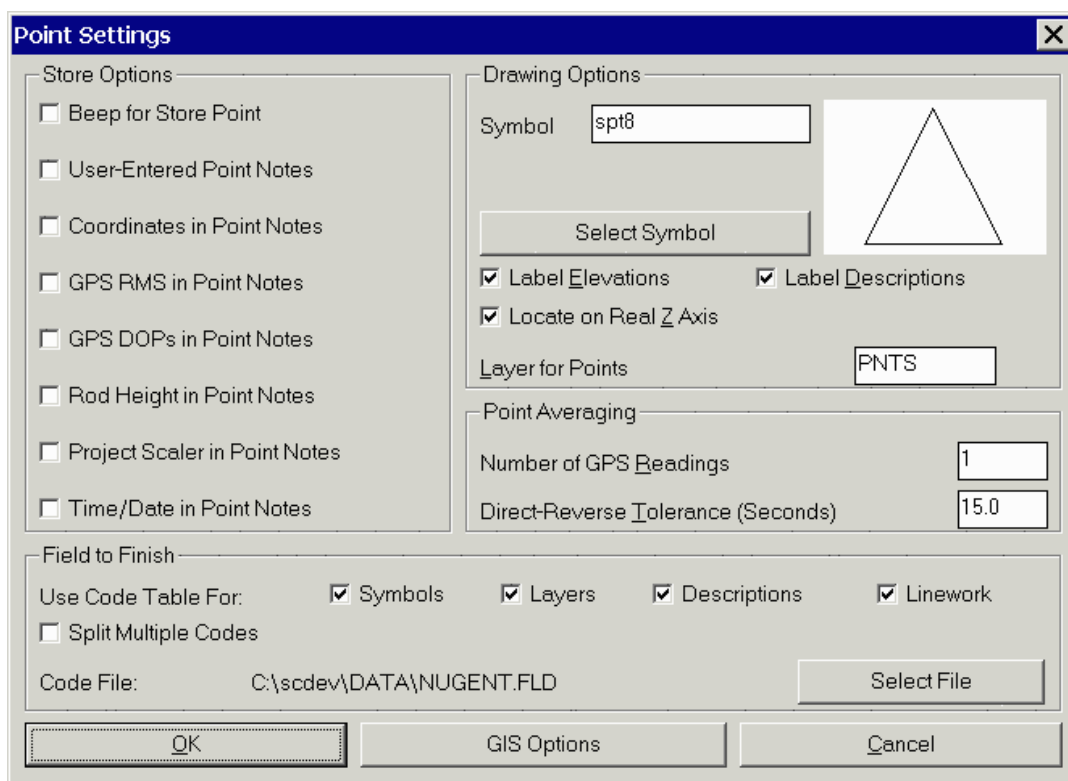 Point Settings
Store Options
Beep for Store Point
User-Entered Point Notes
Coordinates in Point Notes
GPS RMS in Point Notes
GPS DOPs in Point Notes
Rod Height in Point Notes
Project Scaler in Point Notes
Time/Date in Point Notes
Drawing Options
Symbol spt8
Select Symbol
Label Elevations Label Descriptions
Locate on Real Z Axis
Layer for Points PNTS
Point Averaging
Number of GPS Readings 1
Direct-Reverse Tolerance (Seconds) 15.0
Field to Finish
Use Code Table For: Symbols Layers Descriptions Linework
Split Multiple Codes
Code File: C:\scdev\DATA\NUGENT.FLD Select File
OK GIS Options Cancel